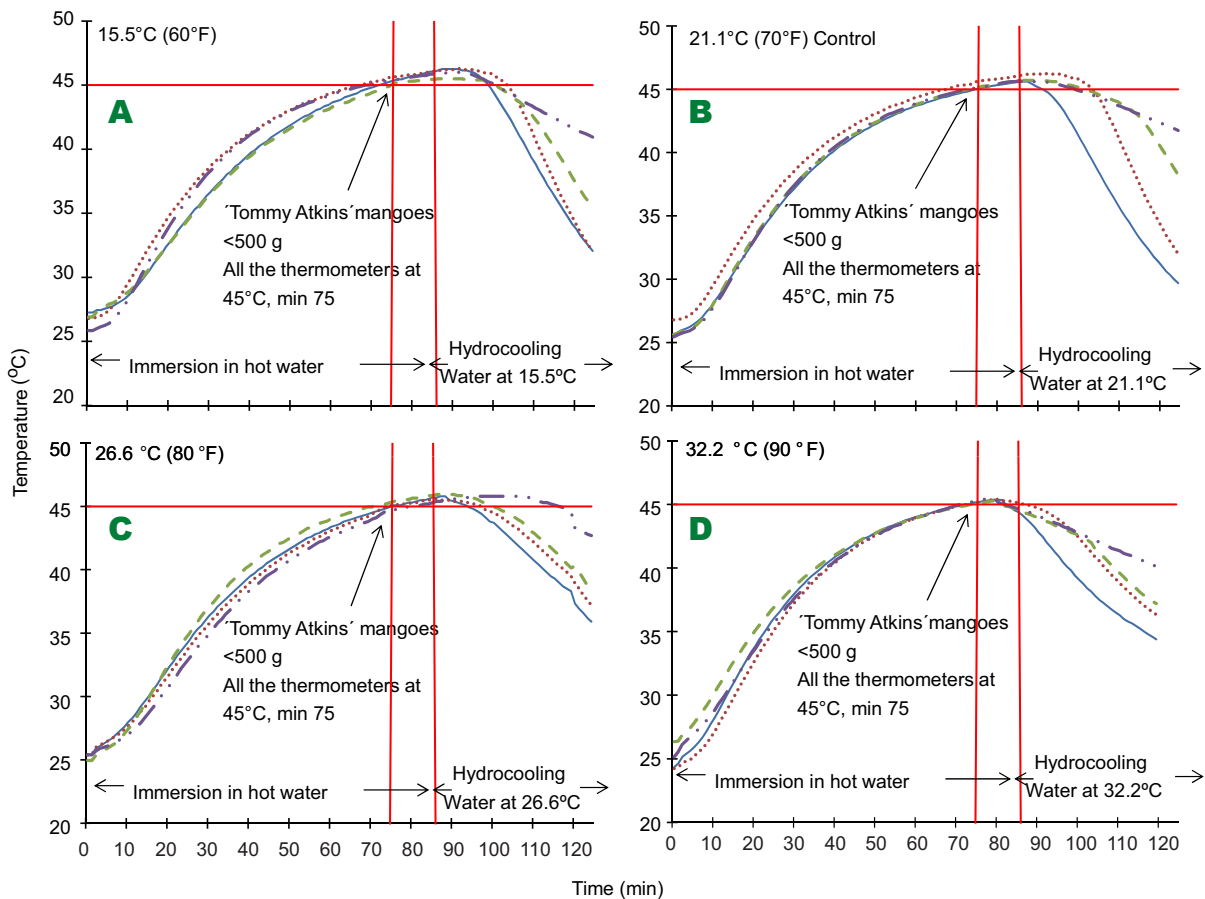 Temperature (°C)
50
45
40
35
30
25
20
15.5°C (60°F)
A
´Tommy Atkins´mangoes
<500 g
All the thermometers at
45°C, min 75
Immersion in hot water
Hydrocooling
Water at 15.5ºC
50
45
40
35
30
25
20
21.1°C (70°F) Control
B
´Tommy Atkins´ mangoes
<500 g
All the thermometers at
45°C, min 75
Immersion in hot water
Hydrocooling
Water at 21.1ºC
50
45
40
35
30
25
20
26.6 °C (80 °F)
C
´Tommy Atkins´ mangoes
<500 g
All the thermometers at
45°C, min 75
Immersion in hot water
Hydrocooling
Water at 26.6ºC
0 10 20 30 40 50 60 70 80 90 100 110 120
50
45
40
35
30
25
20
32.2 °C (90 °F)
D
´Tommy Atkins´mangoes
<500 g
All the thermometers at
45°C, min 75
Immersion in hot water
Hydrocooling
Water at 32.2ºC
0 10 20 30 40 50 60 70 80 90 100 110 120
Time (min)